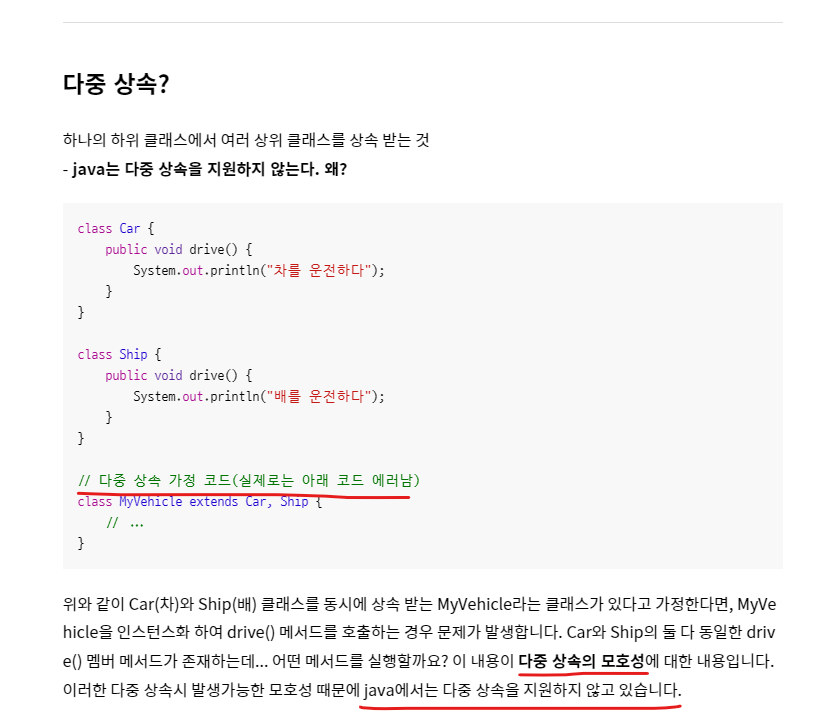 다중 상속?
하나의 하위 클래스에서 여러 상위 클래스를 상속 받는 것
- java는 다중 상속을 지원하지 않는다. 왜?
class Car {
    public void drive() {
        System.out.println("차를 운전하다");
    }
}
class Ship {
    public void drive() {
        System.out.println("배를 운전하다");
    }
}
// 다중 상속 가정 코드(실제로는 아래 코드 에러남)
class MyVehicle extends Car, Ship {
    // ...
}
위와 같이 Car(차)와 Ship(배) 클래스를 동시에 상속 받는 MyVehicle라는 클래스가 있다고 가정한다면, MyVe
hicle을 인스턴스화 하여 drive() 메서드를 호출하는 경우 문제가 발생합니다. Car와 Ship의 둘 다 동일한 driv
e() 멤버 메서드가 존재하는데... 어떤 메서드를 실행할까요? 이 내용이 다중 상속의 모호성에 대한 내용입니다.
이러한 다중 상속시 발생가능한 모호성 때문에 java에서는 다중 상속을 지원하지 않고 있습니다.